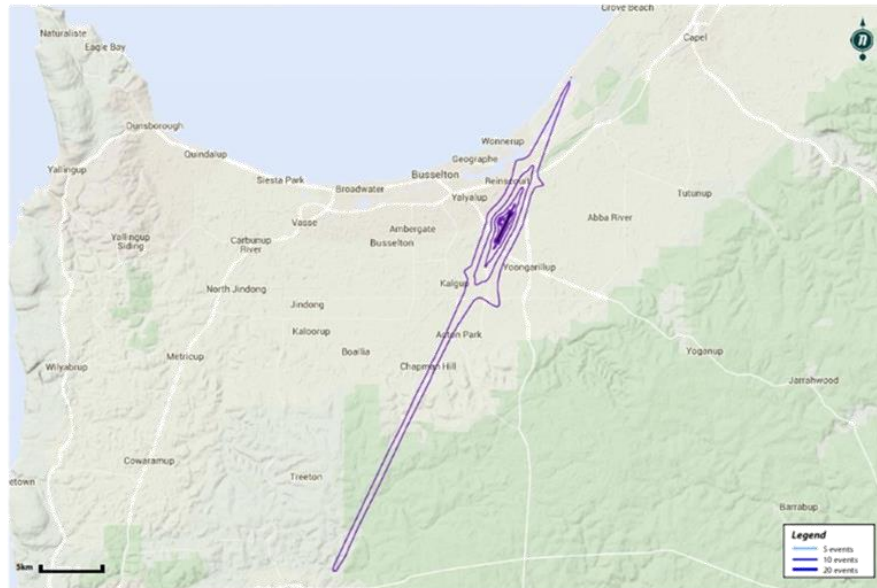 Grove Beach
Naturaliste
Capel
Eagle Bay
Dunsborough
Wonnerup
Yallingup
Quindalup
Geographe
Busselton
Siesta Park
Reinscourt
Broadwater
Tutunup
Yalyalup
Vasse
Abba River
Ambergate
Yallingup
Siding
Carbunup
River
Busselton
Yoongarillup
Kalgup
North Jindong
Jindong
Kaloorup
Acton Park
Metricup
Boallia
Yoganup
Wilyabrup
Chapman Hill
Jarrahwood
Cowaramup
Treeton
etown
Barrabup
Legend
5 events
10 events
20 events
5km